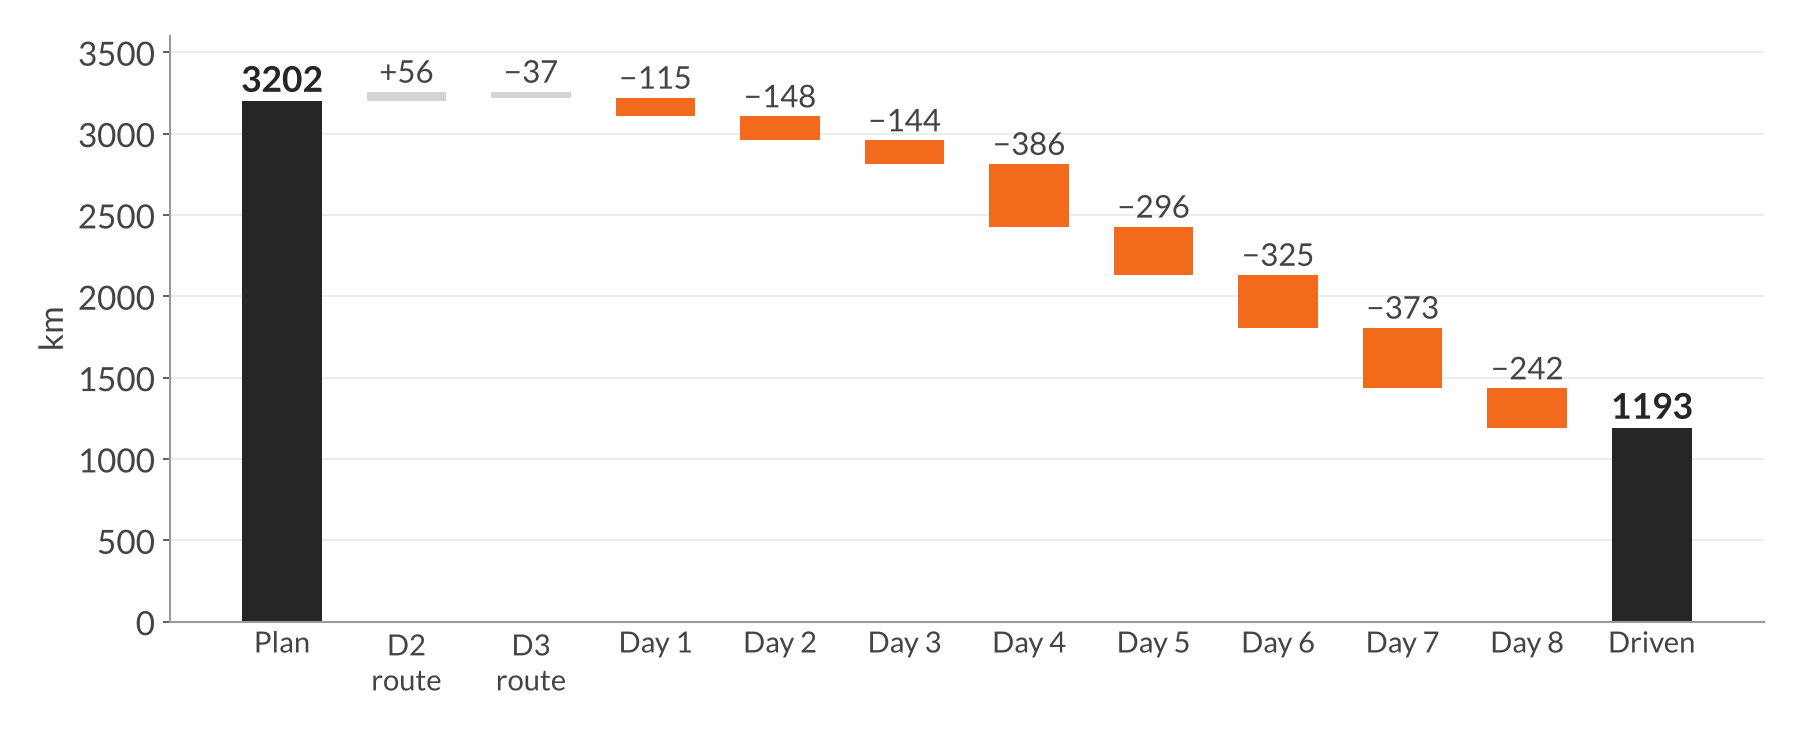 3500
3000
2500
2000
1500
1000
500
0
km
3202
+56
−37
−115
−148
−144
−386
−296
−325
−373
−242
1193
Plan
D2 route
D3 route
Day 1
Day 2
Day 3
Day 4
Day 5
Day 6
Day 7
Day 8
Driven